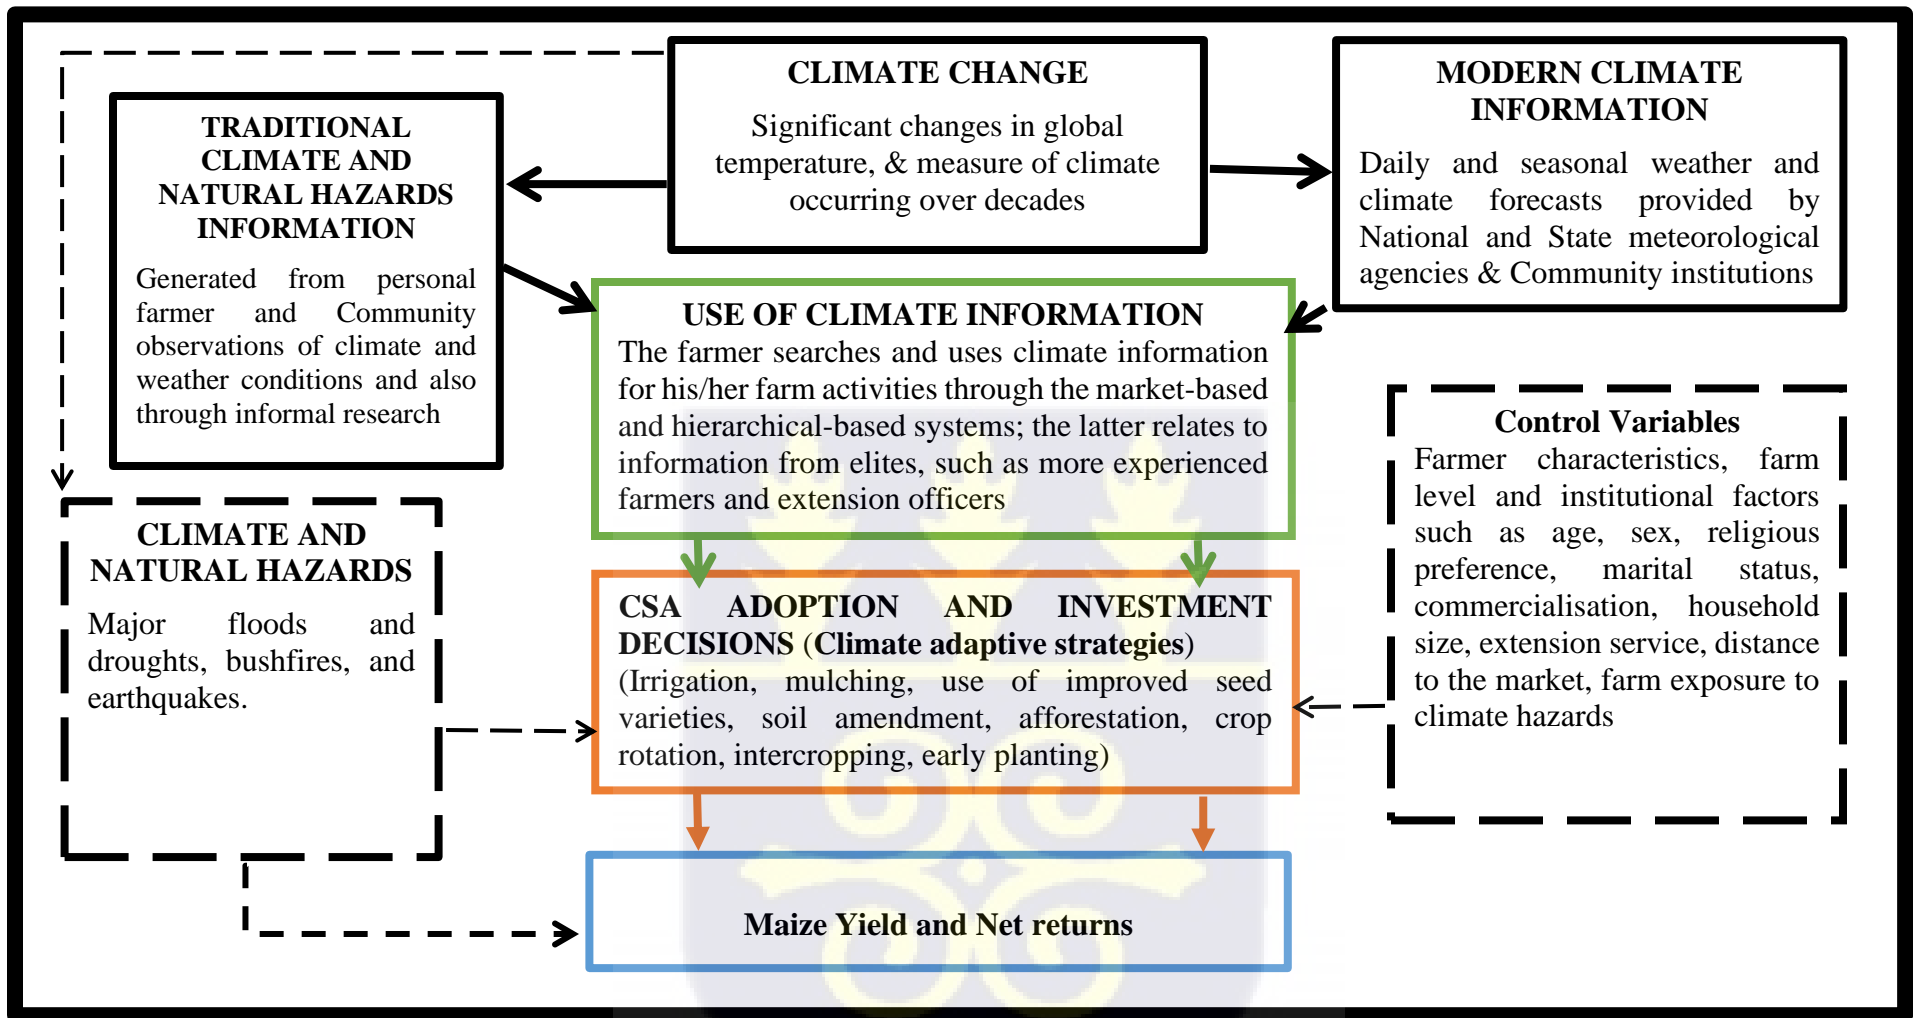 CLIMATE CHANGE
Significant changes in global
temperature, & measure of climate
occurring over decades
MODERN CLIMATE
INFORMATION
Daily and seasonal weather and
climate forecasts provided by
National and State meteorological
agencies & Community institutions
TRADITIONAL
CLIMATE AND
NATURAL HAZARDS
INFORMATION
Generated from personal
farmer and Community
observations of climate and
weather conditions and also
through informal research
USE OF CLIMATE INFORMATION
The farmer searches and uses climate information
for his/her farm activities through the market-based
and hierarchical-based systems; the latter relates to
information from elites, such as more experienced
farmers and extension officers
Control Variables
Farmer characteristics, farm
level and institutional factors
such as age, sex, religious
preference, marital status,
commercialisation, household
size, extension service, distance
to the market, farm exposure to
climate hazards
CLIMATE AND
NATURAL HAZARDS
Major floods and
droughts, bushfires, and
earthquakes.
CSA ADOPTION AND INVESTMENT
DECISIONS (Climate adaptive strategies)
(Irrigation, mulching, use of improved seed
varieties, soil amendment, afforestation, crop
rotation, intercropping, early planting)
Maize Yield and Net returns